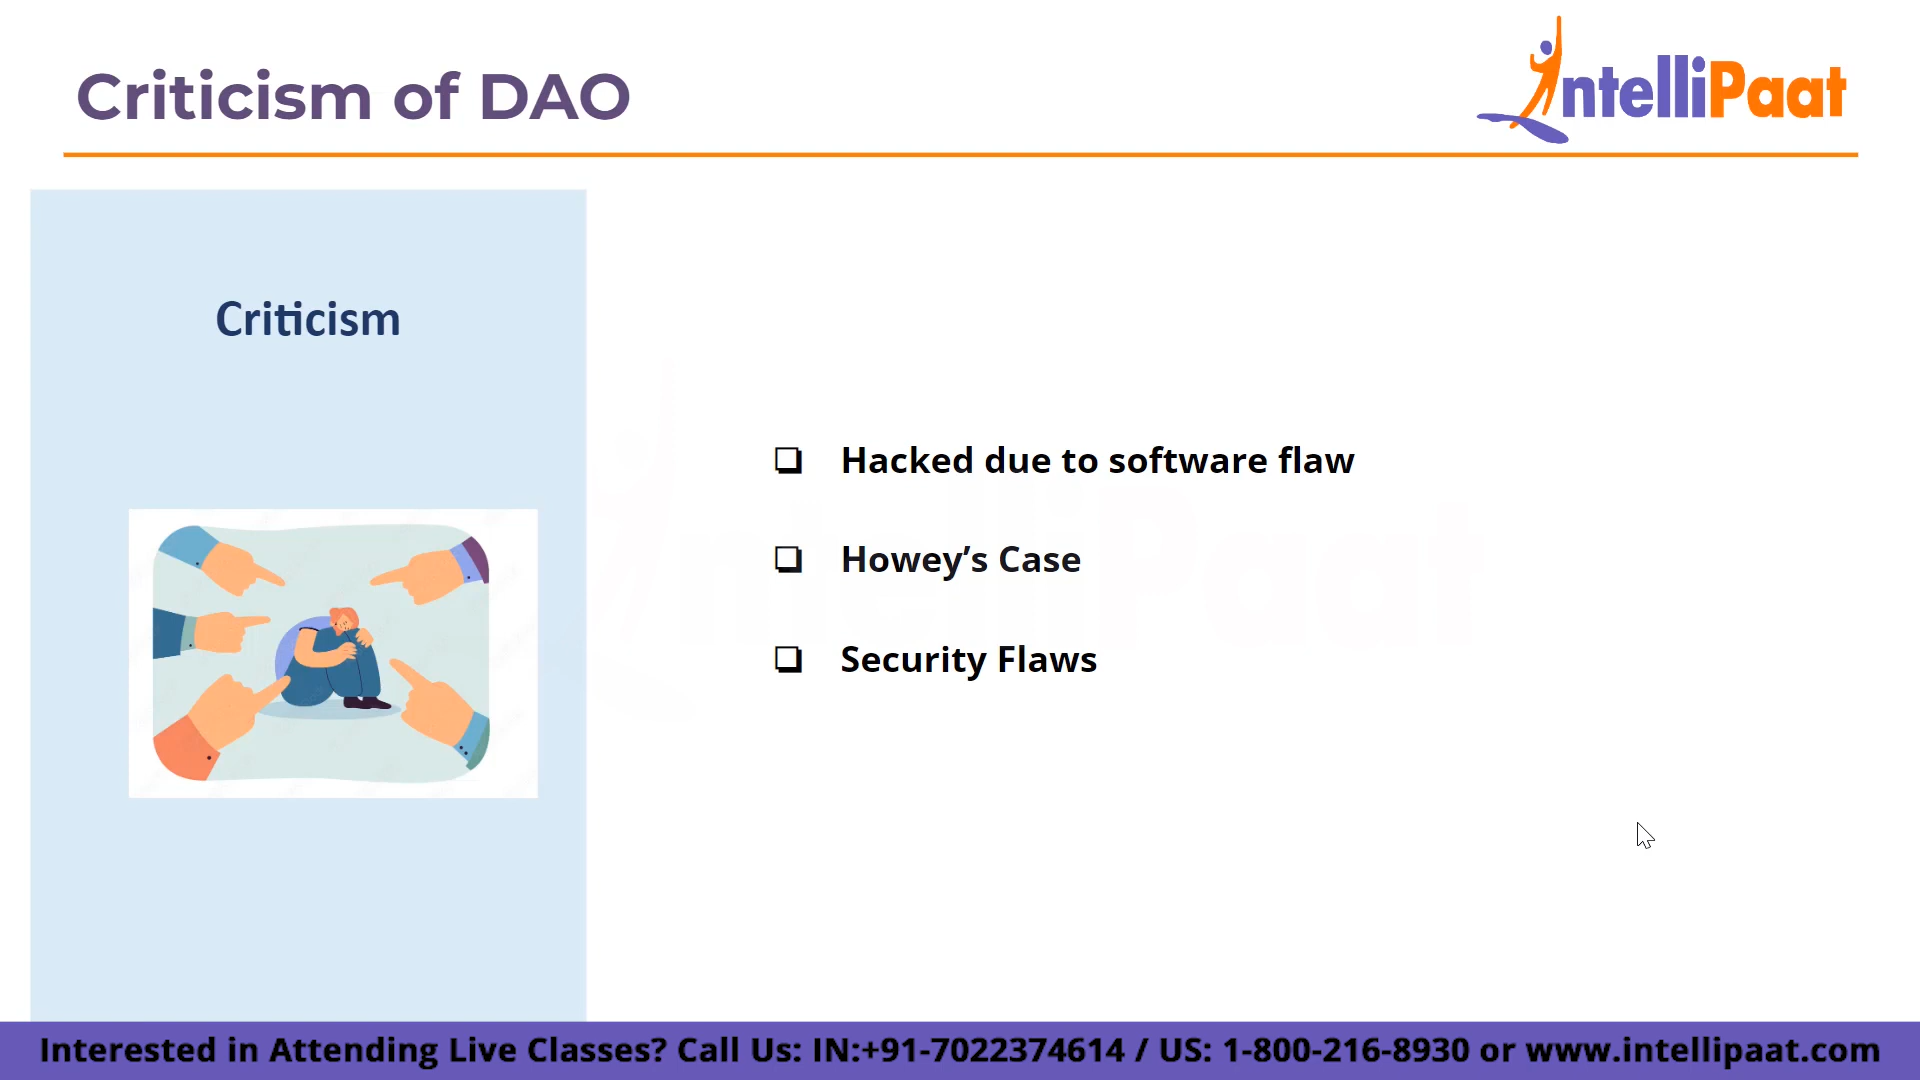 Criticism of DAO
ntelliPaat
Criticism
❑ Hacked due to software flaw
❑ Howey’s Case
❑ Security Flaws
Interested in Attending Live Classes? Call Us: IN:+91-7022374614 / US: 1-800-216-8930 or www.intellipaat.com